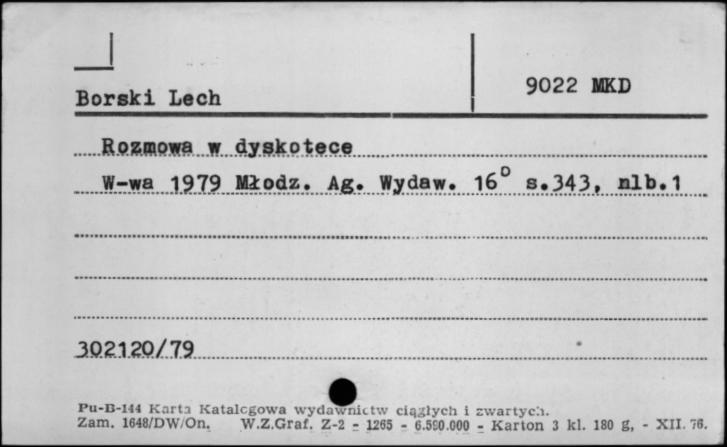 9022 MKD
Borski Lech
Rozmowa w dyskotece
W-wa 1979 Młodz. Ag. Wydaw. 16° s.343, nlb.1
302120/79
Pu-B-144 Karta Katalogowa wydawnictw ciągłych i zwartych.
Zam. 1648/DW/On. W.Z.Graf. Z-2 - 1265 - 6.590.000 - Karton 3 kl. 180 g, - XII. 76.